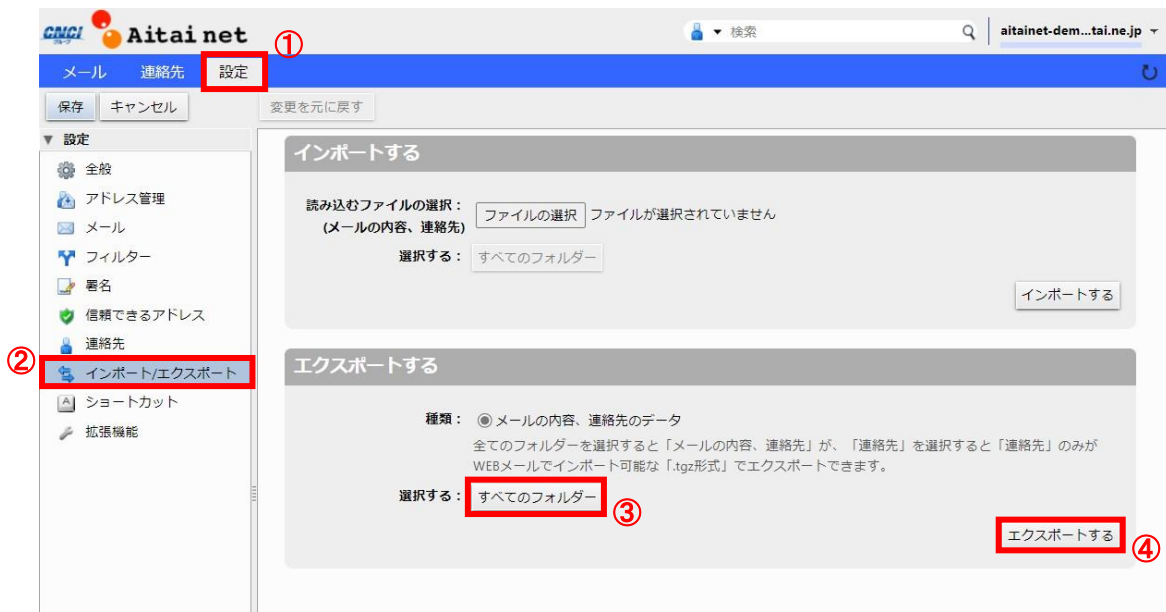 CNCI グループ Aitai net
①
検索
aitainet-dem...tai.ne.jp
メール 連絡先 設定
保存 キャンセル 変更を元に戻す
設定
全般
アドレス管理
メール
フィルター
署名
信頼できるアドレス
連絡先
② インポート/エクスポート
ショートカット
拡張機能
インポートする
読み込むファイルの選択： ファイルの選択 ファイルが選択されていません
(メールの内容、連絡先)
選択する： すべてのフォルダー
インポートする
エクスポートする
種類： メールの内容、連絡先のデータ
全てのフォルダーを選択すると「メールの内容、連絡先」が、「連絡先」を選択すると「連絡先」のみが
WEBメールでインポート可能な「.tgz形式」でエクスポートできます。
選択する： すべてのフォルダー ③
エクスポートする ④